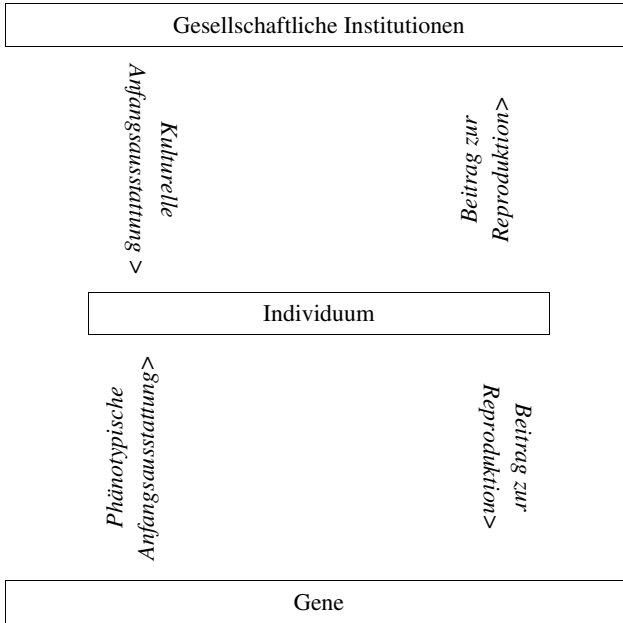 Gesellschaftliche Institutionen
Kulturelle
Anfangsausstattung >
Beitrag zur
Reproduktion>
Individuum
Phänotypische
Anfangsausstattung>
Beitrag zur
Reproduktion>
Gene